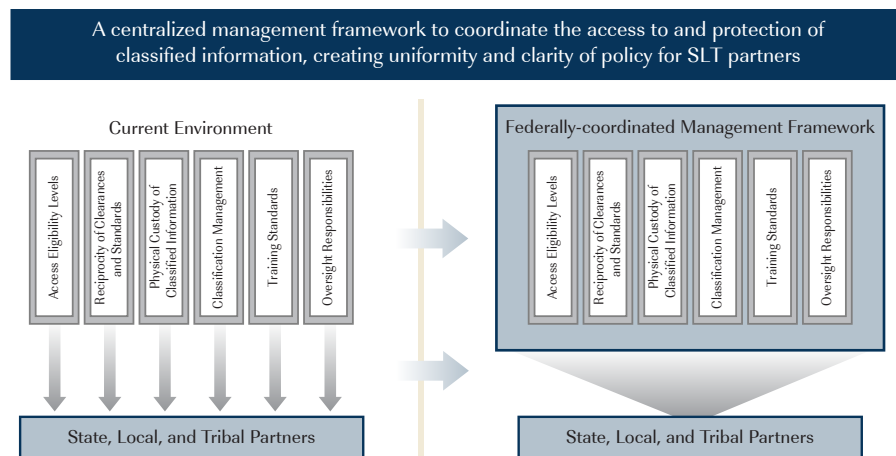 A centralized management framework to coordinate the access to and protection of
classified information, creating uniformity and clarity of policy for SLT partners
Current Environment
Access Eligibility Levels
Reciprocity of Clearances
and Standards
Physical Custody of
Classified Information
Classification Management
Training Standards
Oversight Responsibilities
State, Local, and Tribal Partners
Federally-coordinated Management Framework
Access Eligibility Levels
Reciprocity of Clearances
and Standards
Physical Custody of
Classified Information
Classification Management
Training Standards
Oversight Responsibilities
State, Local, and Tribal Partners